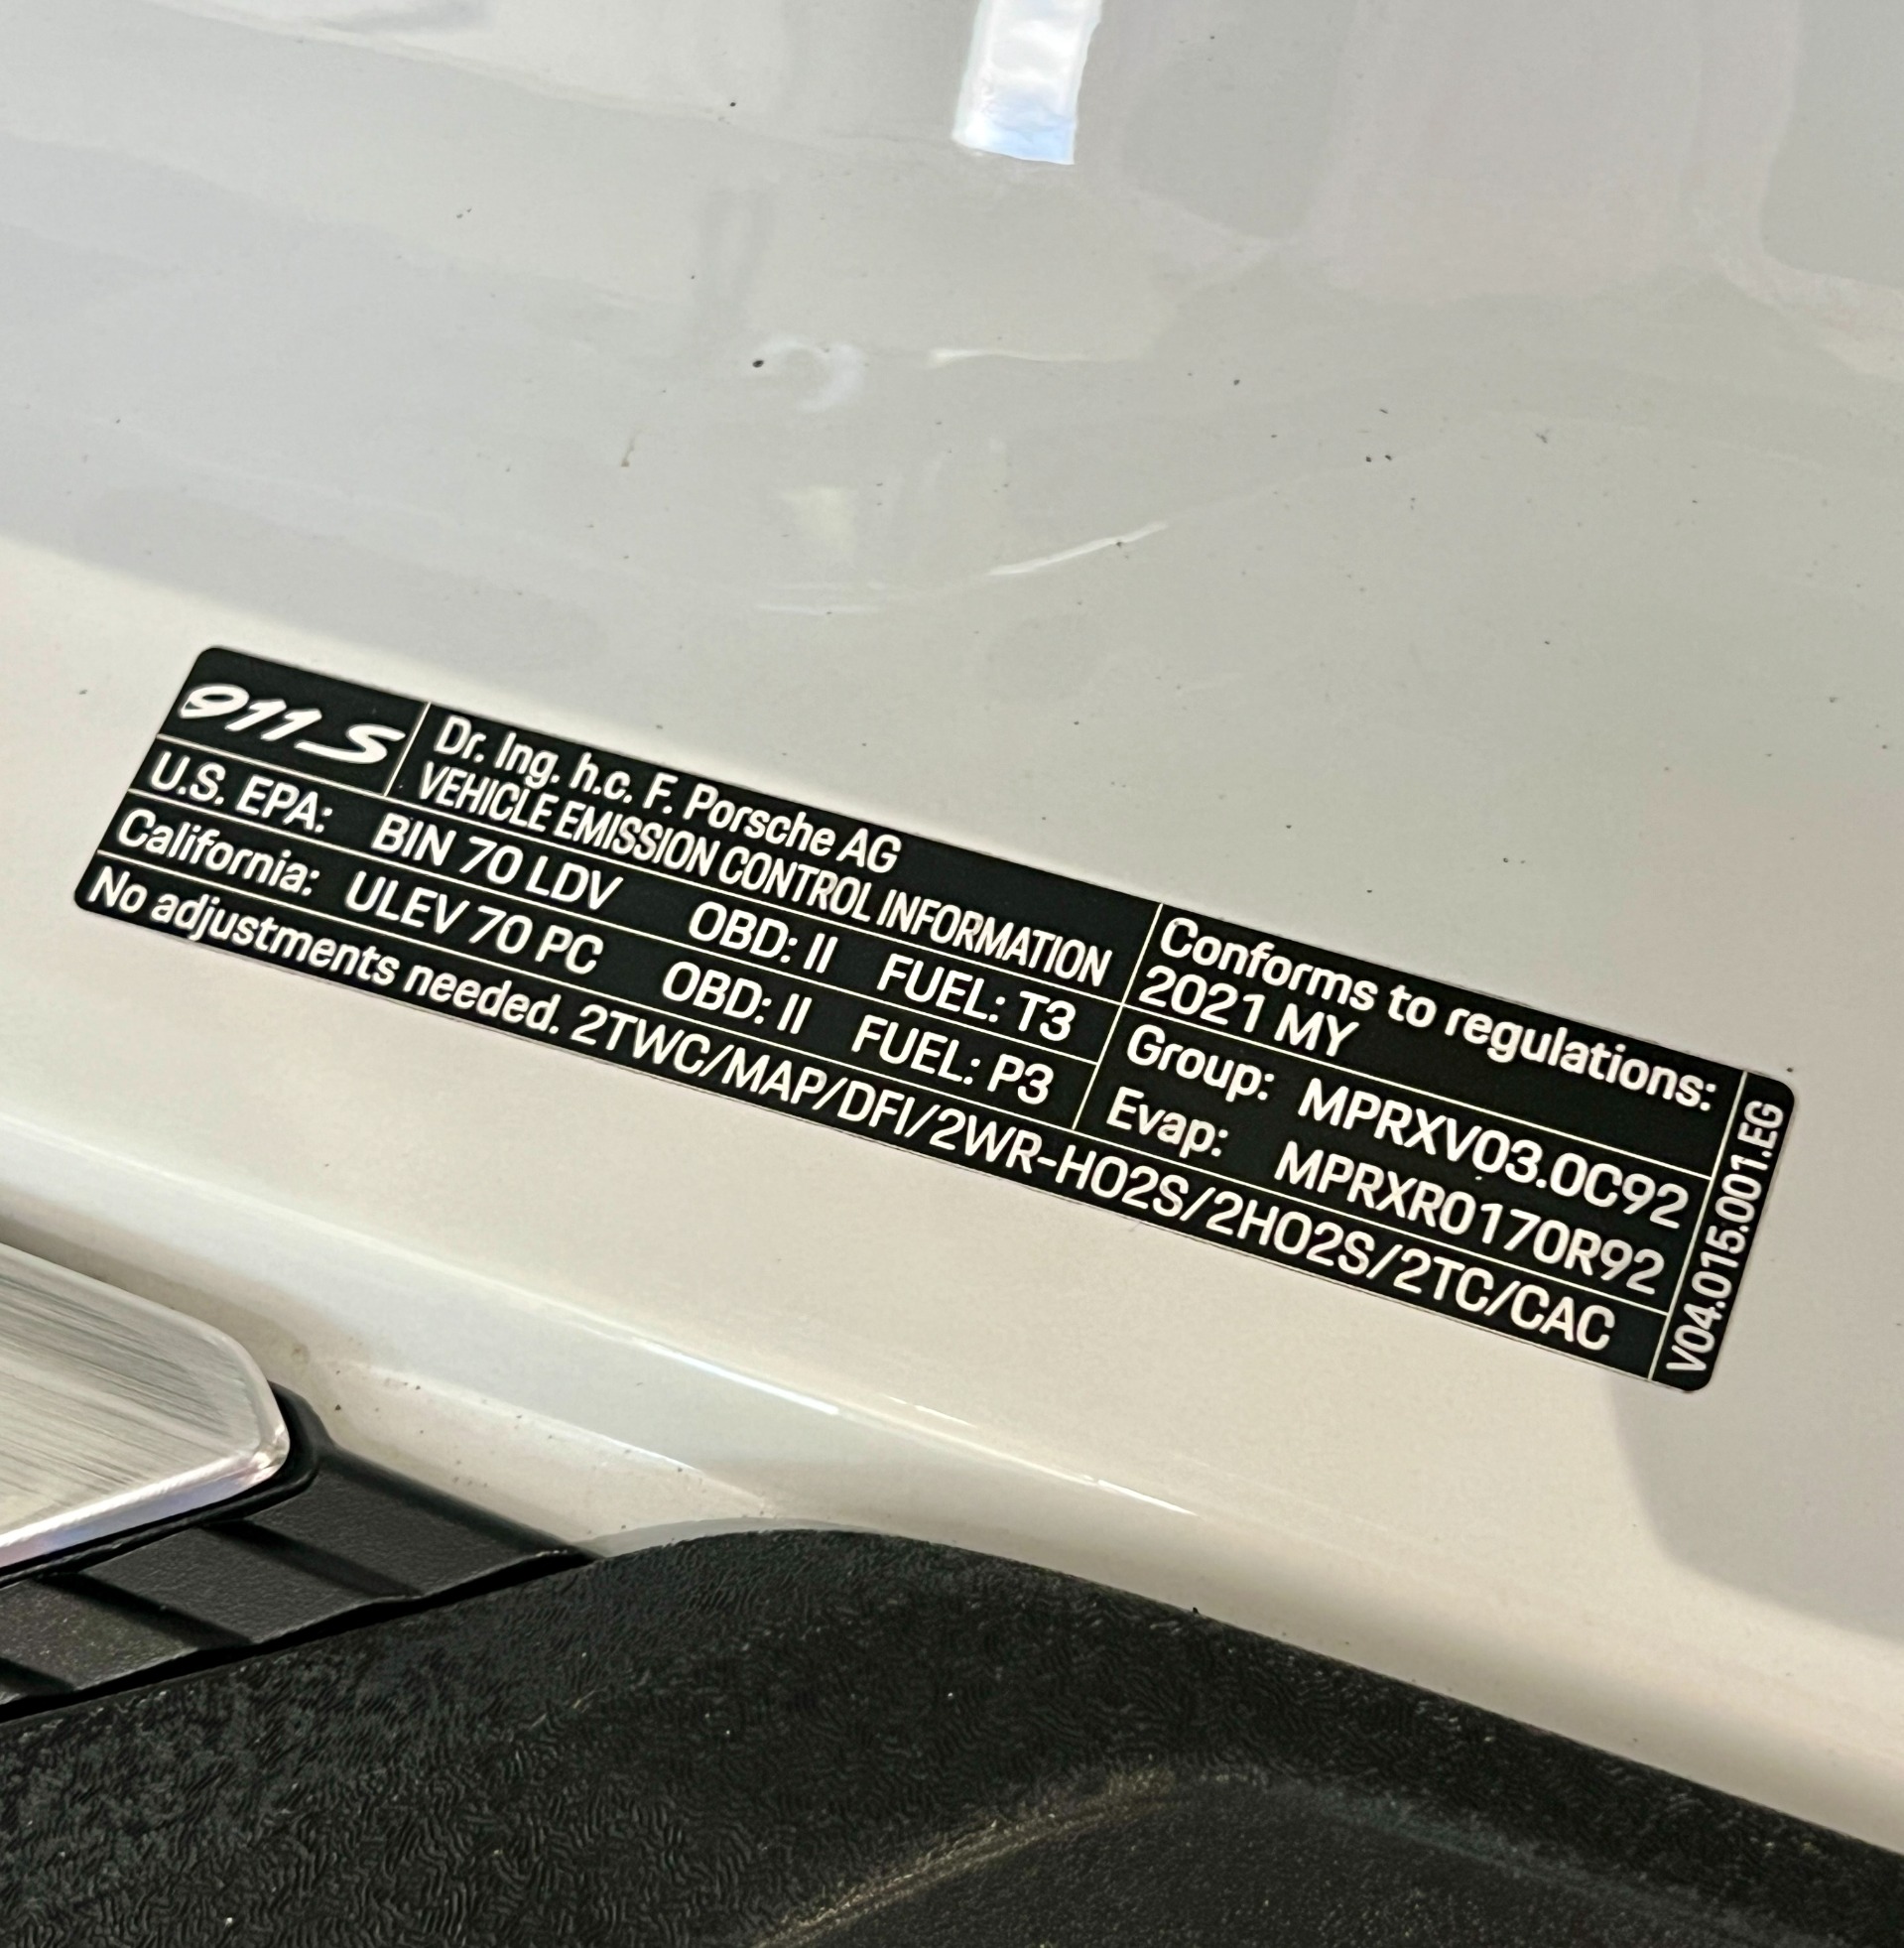 911 S
Dr. Ing. h.c. F. Porsche AG
VEHICLE EMISSION CONTROL INFORMATION
Conforms to regulations:
2021 MY
U.S. EPA: BIN 70 LDV OBD: II FUEL: T3
Group: MPRXV03.0C92
California: ULEV 70 PC OBD: II FUEL: P3
Evap: MPRXR0170R92
No adjustments needed. 2TWC/MAP/DFI/2WR-HO2S/2HO2S/2TC/CAC
V04.015.001.EG